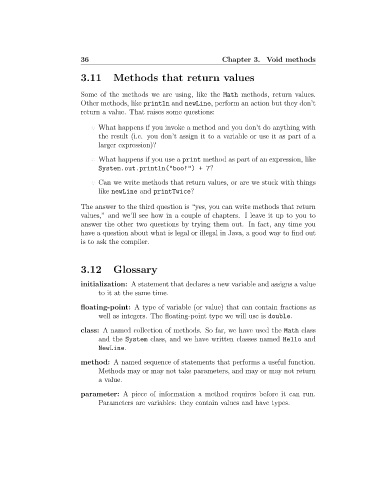 36 Chapter 3. Void methods
3.11 Methods that return values
Some of the methods we are using, like the Math methods, return values.
Other methods, like println and newLine, perform an action but they don't
return a value. That raises some questions:
What happens if you invoke a method and you don't do anything with
the result (i.e. you don't assign it to a variable or use it as part of a
larger expression)?
What happens if you use a print method as part of an expression, like
System.out.println("boo!") + 7?
Can we write methods that return values, or are we stuck with things
like newLine and printTwice?
The answer to the third question is "yes, you can write methods that return
values," and we'll see how in a couple of chapters. I leave it up to you to
answer the other two questions by trying them out. In fact, any time you
have a question about what is legal or illegal in Java, a good way to find out
is to ask the compiler.
3.12 Glossary
initialization: A statement that declares a new variable and assigns a value
to it at the same time.
floating-point: A type of variable (or value) that can contain fractions as
well as integers. The floating-point type we will use is double.
class: A named collection of methods. So far, we have used the Math class
and the System class, and we have written classes named Hello and
NewLine.
method: A named sequence of statements that performs a useful function.
Methods may or may not take parameters, and may or may not return
a value.
parameter: A piece of information a method requires before it can run.
Parameters are variables: they contain values and have types.